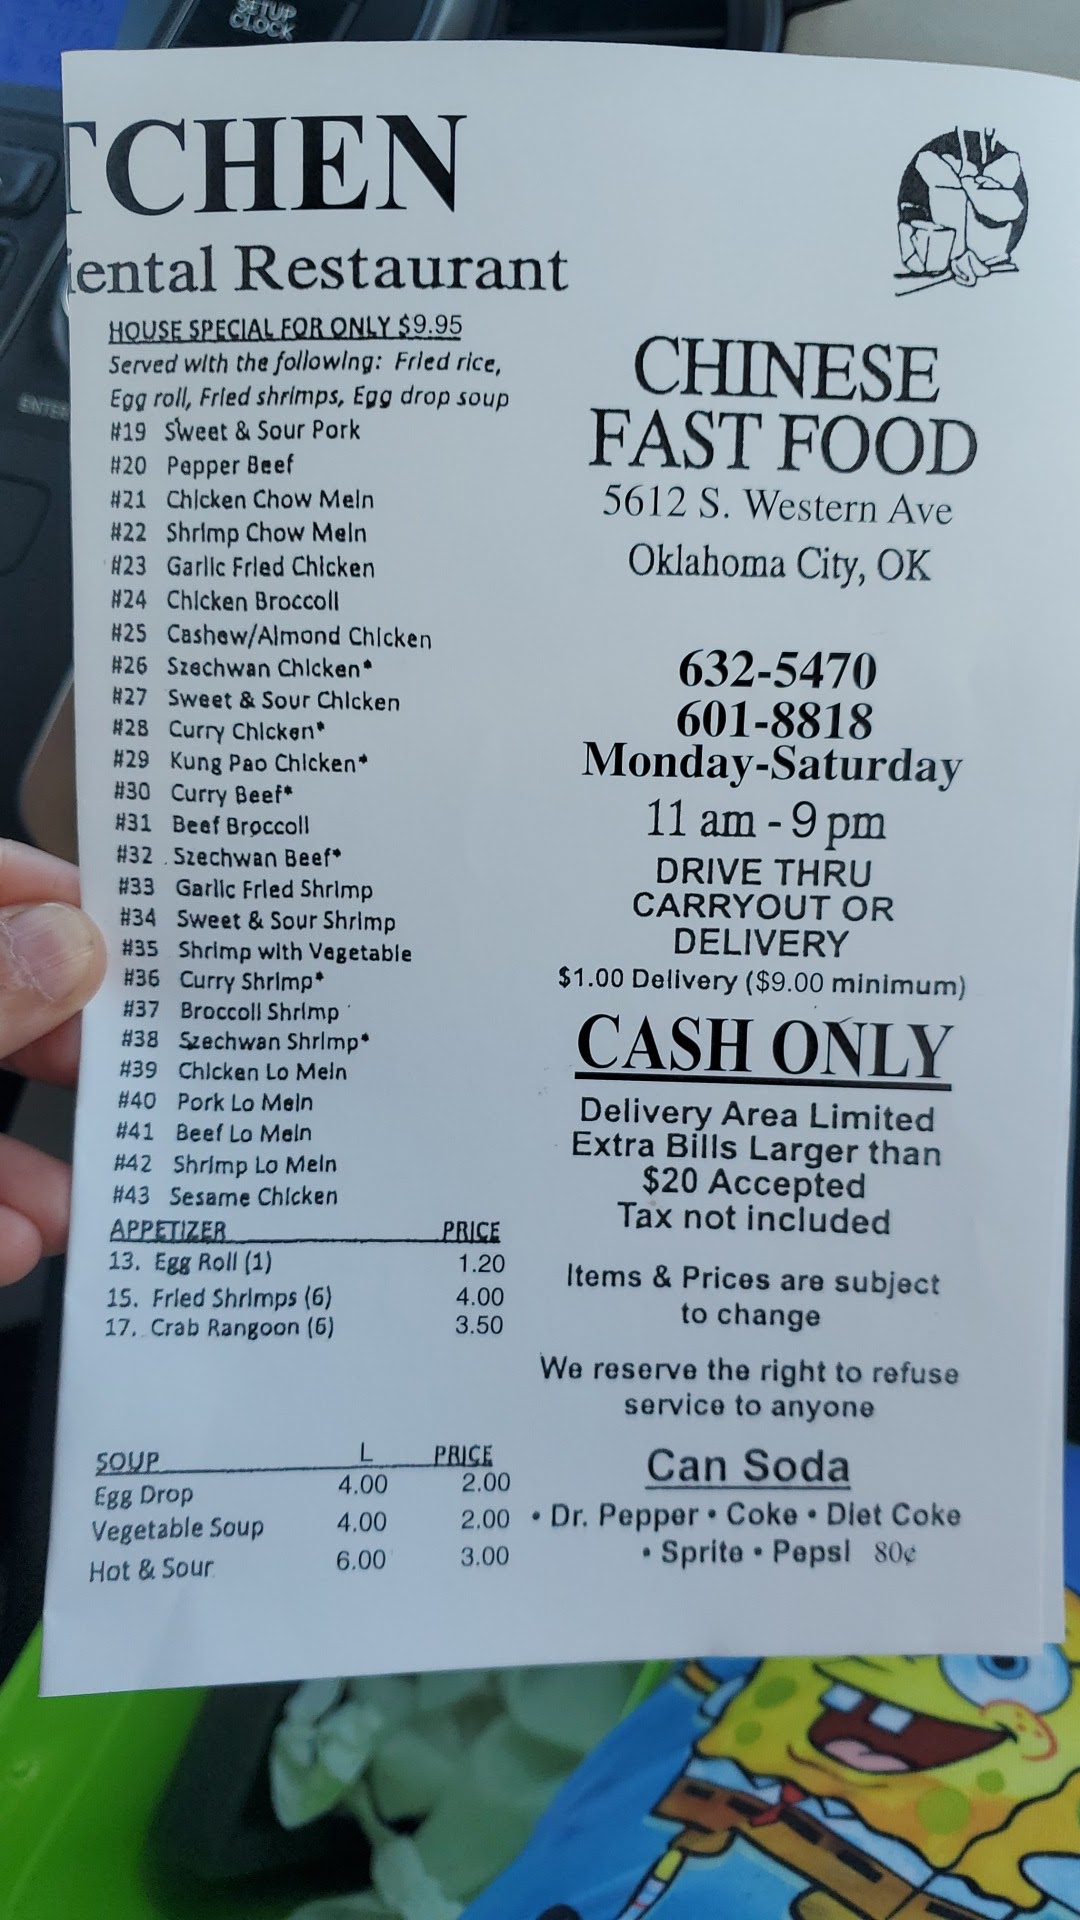 SETUP
CLOCK
ENTER
TCHEN
iental Restaurant
HOUSE SPECIAL FOR ONLY $9.95
Served with the following: Fried rice,
Egg roll, Fried shrimps, Egg drop soup
#19 Sweet & Sour Pork
#20 Pepper Beef
#21 Chicken Chow Mein
#22 Shrimp Chow Mein
#23 Garlic Fried Chicken
#24 Chicken Broccoli
#25 Cashew/Almond Chicken
#26 Szechwan Chicken*
#27 Sweet & Sour Chicken
#28 Curry Chicken*
#29 Kung Pao Chicken*
#30 Curry Beef*
#31 Beef Broccoli
#32 Szechwan Beef*
#33 Garlic Fried Shrimp
#34 Sweet & Sour Shrimp
#35 Shrimp with Vegetable
#36 Curry Shrimp*
#37 Broccoli Shrimp
#38 Szechwan Shrimp*
#39 Chicken Lo Mein
#40 Pork Lo Mein
#41 Beef Lo Mein
#42 Shrimp Lo Mein
#43 Sesame Chicken
APPETIZER PRICE
13. Egg Roll (1) 1.20
15. Fried Shrimps (6) 4.00
17. Crab Rangoon (6) 3.50
SOUP L PRICE
Egg Drop 4.00 2.00
Vegetable Soup 4.00 2.00
Hot & Sour 6.00 3.00
CHINESE
FAST FOOD
5612 S. Western Ave
Oklahoma City, OK
632-5470
601-8818
Monday-Saturday
11 am - 9 pm
DRIVE THRU
CARRYOUT OR
DELIVERY
$1.00 Delivery ($9.00 minimum)
CASH ONLY
Delivery Area Limited
Extra Bills Larger than
$20 Accepted
Tax not included
Items & Prices are subject
to change
We reserve the right to refuse
service to anyone
Can Soda
• Dr. Pepper • Coke • Diet Coke
• Sprite • Pepsi 80¢